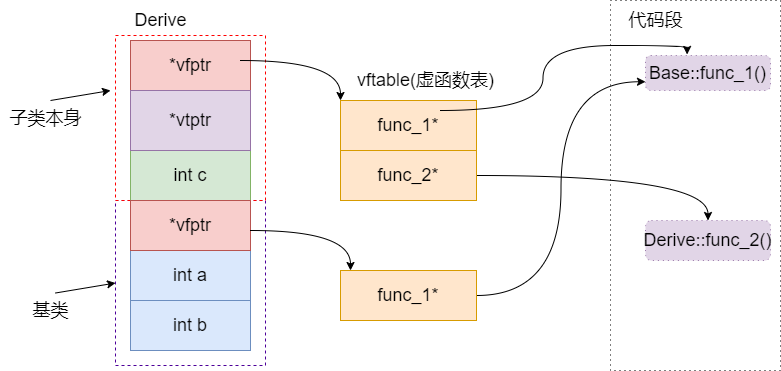 Derive
代码段
*vfptr
vftable(虚函数表)
Base::func_1()
子类本身
*vtptr
func_1*
int c
func_2*
*vfptr
Derive::func_2()
int a
func_1*
基类
int b